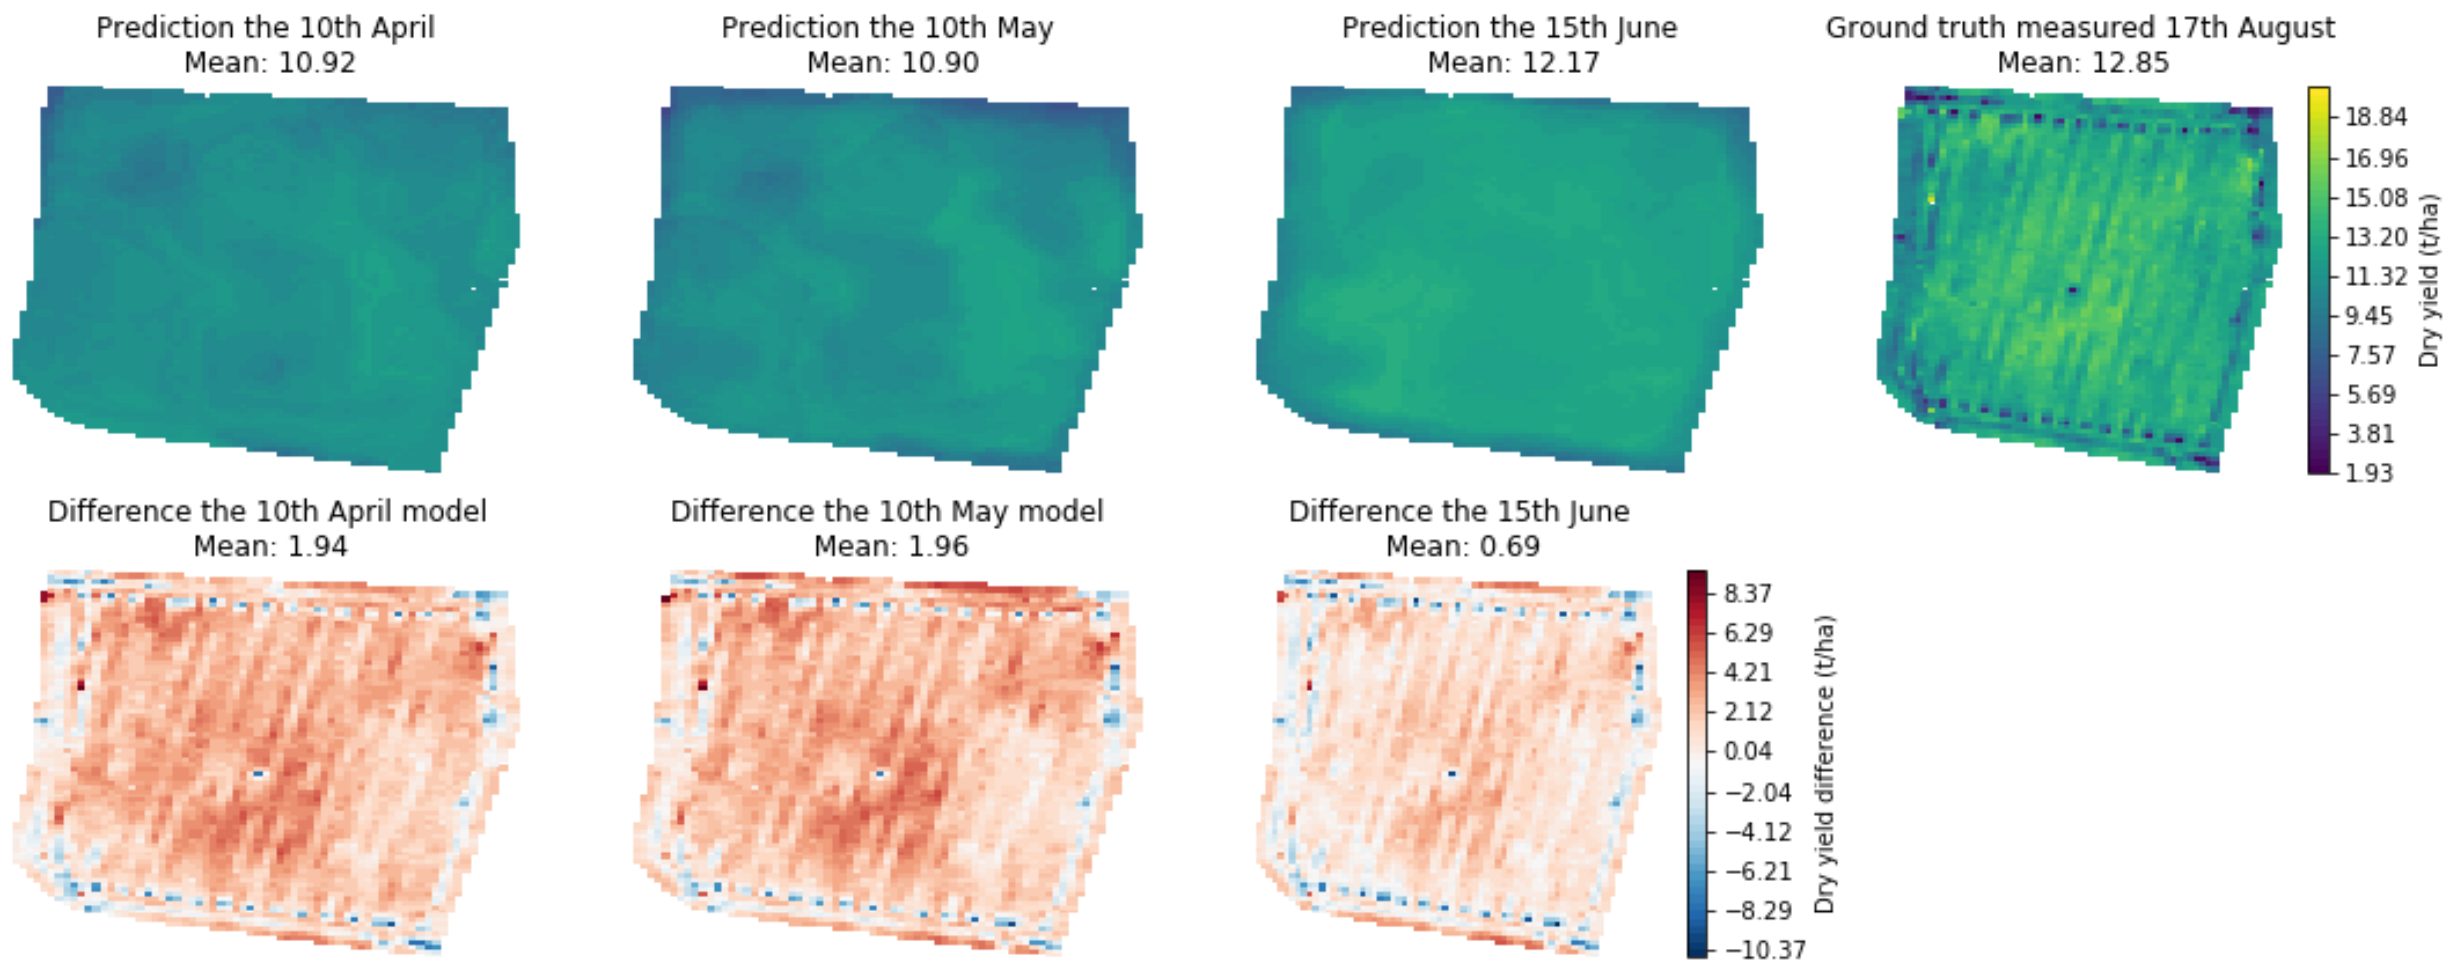 Prediction the 10th April
Mean: 10.92
Prediction the 10th May
Mean: 10.90
Prediction the 15th June
Mean: 12.17
Ground truth measured 17th August
Mean: 12.85
18.84
16.96
15.08
13.20
11.32
9.45
7.57
5.69
3.81
1.93
Dry yield (t/ha)
Difference the 10th April model
Mean: 1.94
Difference the 10th May model
Mean: 1.96
Difference the 15th June
Mean: 0.69
8.37
6.29
4.21
2.12
0.04
−2.04
−4.12
−6.21
−8.29
−10.37
Dry yield difference (t/ha)